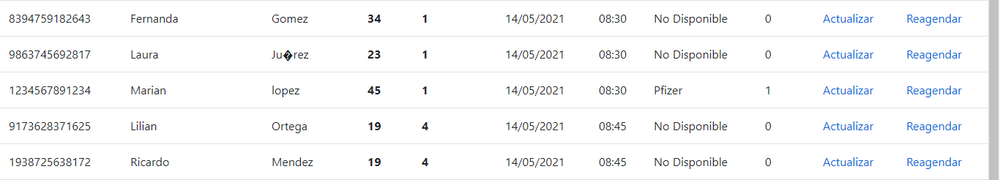 8394759182643 Fernanda Gomez 34 1 14/05/2021 08:30 No Disponible 0 Actualizar Reagendar
9863745692817 Laura Ju�rez 23 1 14/05/2021 08:30 No Disponible 0 Actualizar Reagendar
1234567891234 Marian lopez 45 1 14/05/2021 08:30 Pfizer 1 Actualizar Reagendar
9173628371625 Lilian Ortega 19 4 14/05/2021 08:45 No Disponible 0 Actualizar Reagendar
1938725638172 Ricardo Mendez 19 4 14/05/2021 08:45 No Disponible 0 Actualizar Reagendar